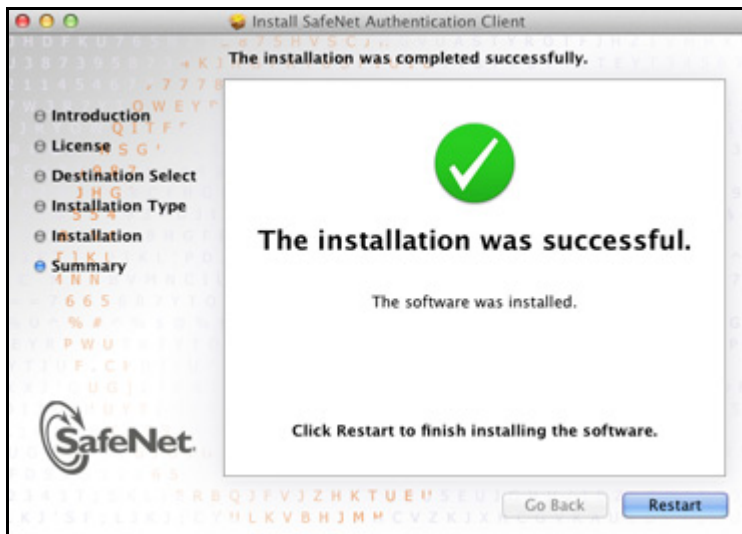 Install SafeNet Authentication Client
The installation was completed successfully.
Introduction
License
Destination Select
Installation Type
Installation
Summary
The installation was successful.
The software was installed.
Click Restart to finish installing the software.
SafeNet.
Go Back
Restart